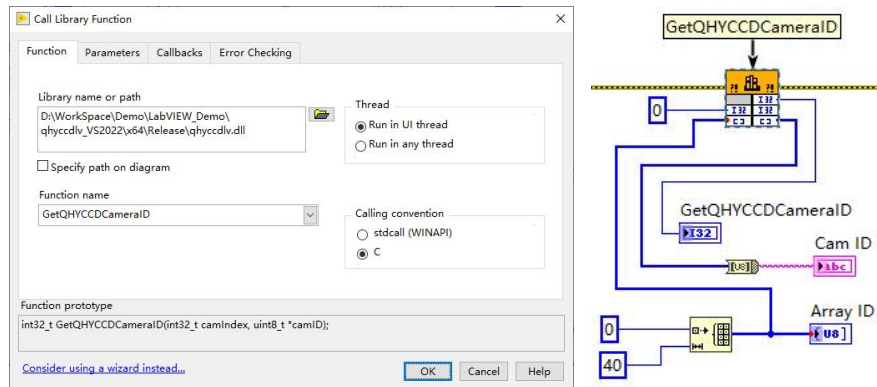 Call Library Function
Function
Parameters
Callbacks
Error Checking
Library name or path
D:\WorkSpace\Demo\LabVIEW_Demo\
qhyccdlv_VS2022\x64\Release\qhyccdlv.dll
Specify path on diagram
Function name
GetQHYCCDCameraID
Thread
Run in UI thread
Run in any thread
Calling convention
stdcall (WINAPI)
C
Function prototype
int32_t GetQHYCCDCameraID(int32_t camIndex, uint8_t *camID);
Consider using a wizard instead...
OK
Cancel
Help
GetQHYCCDCameraID
?! ?!
I32
0
I32 I32
[] []
GetQHYCCDCameraID
I32
Cam ID
[U8]
abc
Array ID
0
U8]
40